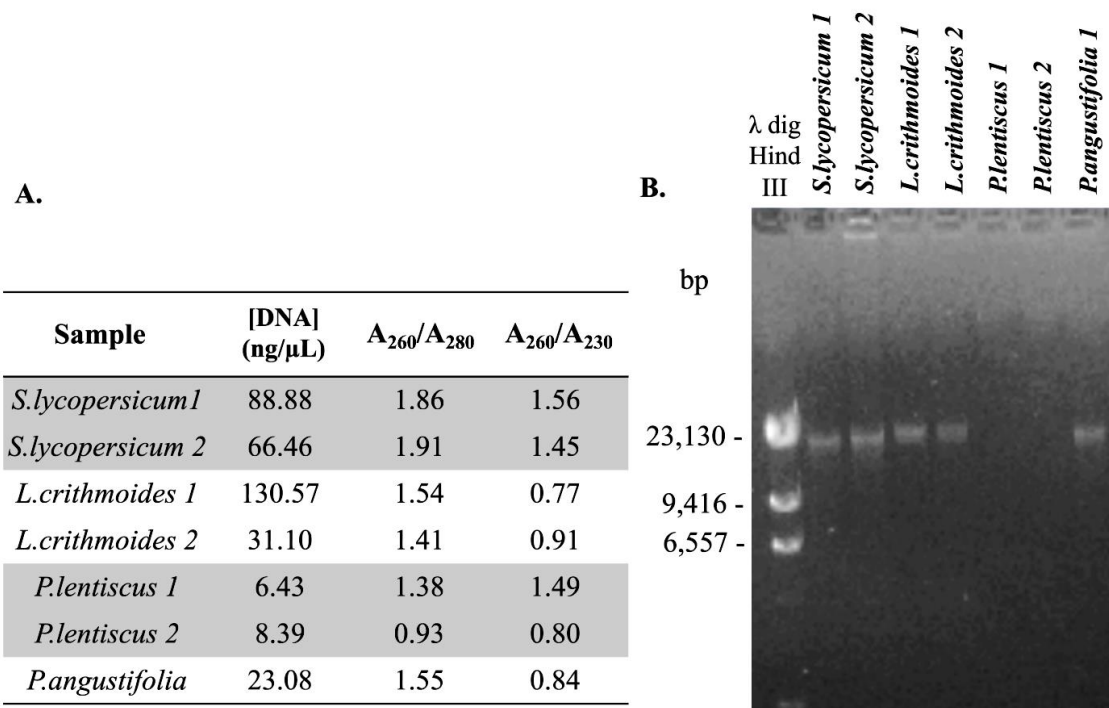 A.
Sample [DNA] (ng/µL) A260/A280 A260/A230
S.lycopersicum1 88.88 1.86 1.56
S.lycopersicum 2 66.46 1.91 1.45
L.crithmoides 1 130.57 1.54 0.77
L.crithmoides 2 31.10 1.41 0.91
P.lentiscus 1 6.43 1.38 1.49
P.lentiscus 2 8.39 0.93 0.80
P.angustifolia 23.08 1.55 0.84
B.
λ dig
Hind
III
S.lycopersicum 1
S.lycopersicum 2
L.crithmoides 1
L.crithmoides 2
P.lentiscus 1
P.lentiscus 2
P.angustifolia 1
bp
23,130 -
9,416 -
6,557 -